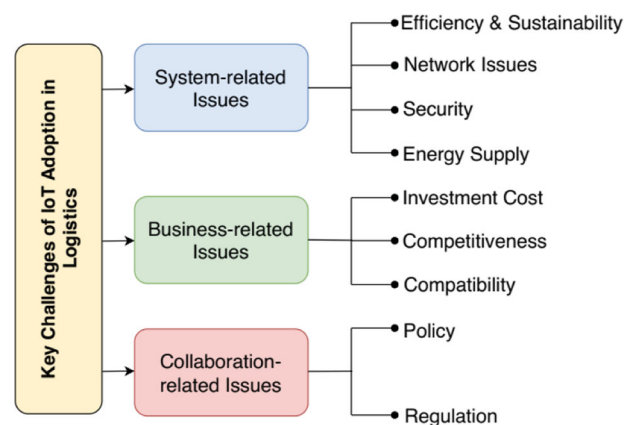 Key Challenges of IoT Adoption in
Logistics
System-related
Issues
Efficiency & Sustainability
Network Issues
Security
Energy Supply
Business-related
Issues
Investment Cost
Competitiveness
Compatibility
Collaboration-
related Issues
Policy
Regulation